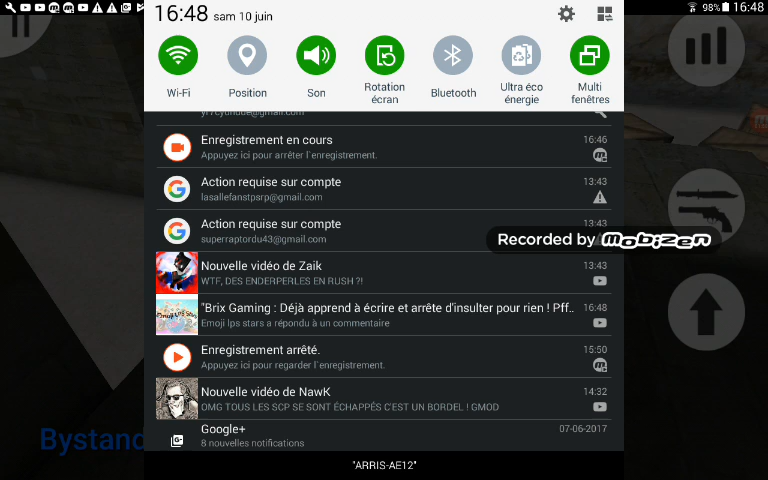 16:48 sam 10 juin
98% 16:48
Wi-Fi
Position
Son
Rotation écran
Bluetooth
Ultra éco énergie
Multi fenêtres
Enregistrement en cours 16:46
Appuyez ici pour arrêter l'enregistrement.
Action requise sur compte 13:43
lasallefanstpsrp@gmail.com
Action requise sur compte 13:43
superraptordu43@gmail.com
Recorded by Mobizen
Nouvelle vidéo de Zaik 13:43
WTF, DES ENDERPERLES EN RUSH ?!
"Brix Gaming : Déjà apprend à écrire et arrête d'insulter pour rien ! Pff.. 16:48
Emoji lps stars a répondu à un commentaire
Enregistrement arrêté. 15:50
Appuyez ici pour regarder l'enregistrement.
Nouvelle vidéo de NawK 14:32
OMG TOUS LES SCP SE SONT ÉCHAPPÉS C'EST UN BORDEL ! GMOD
Google+ 07-06-2017
8 nouvelles notifications
Bystand
"ARRIS-AE12"